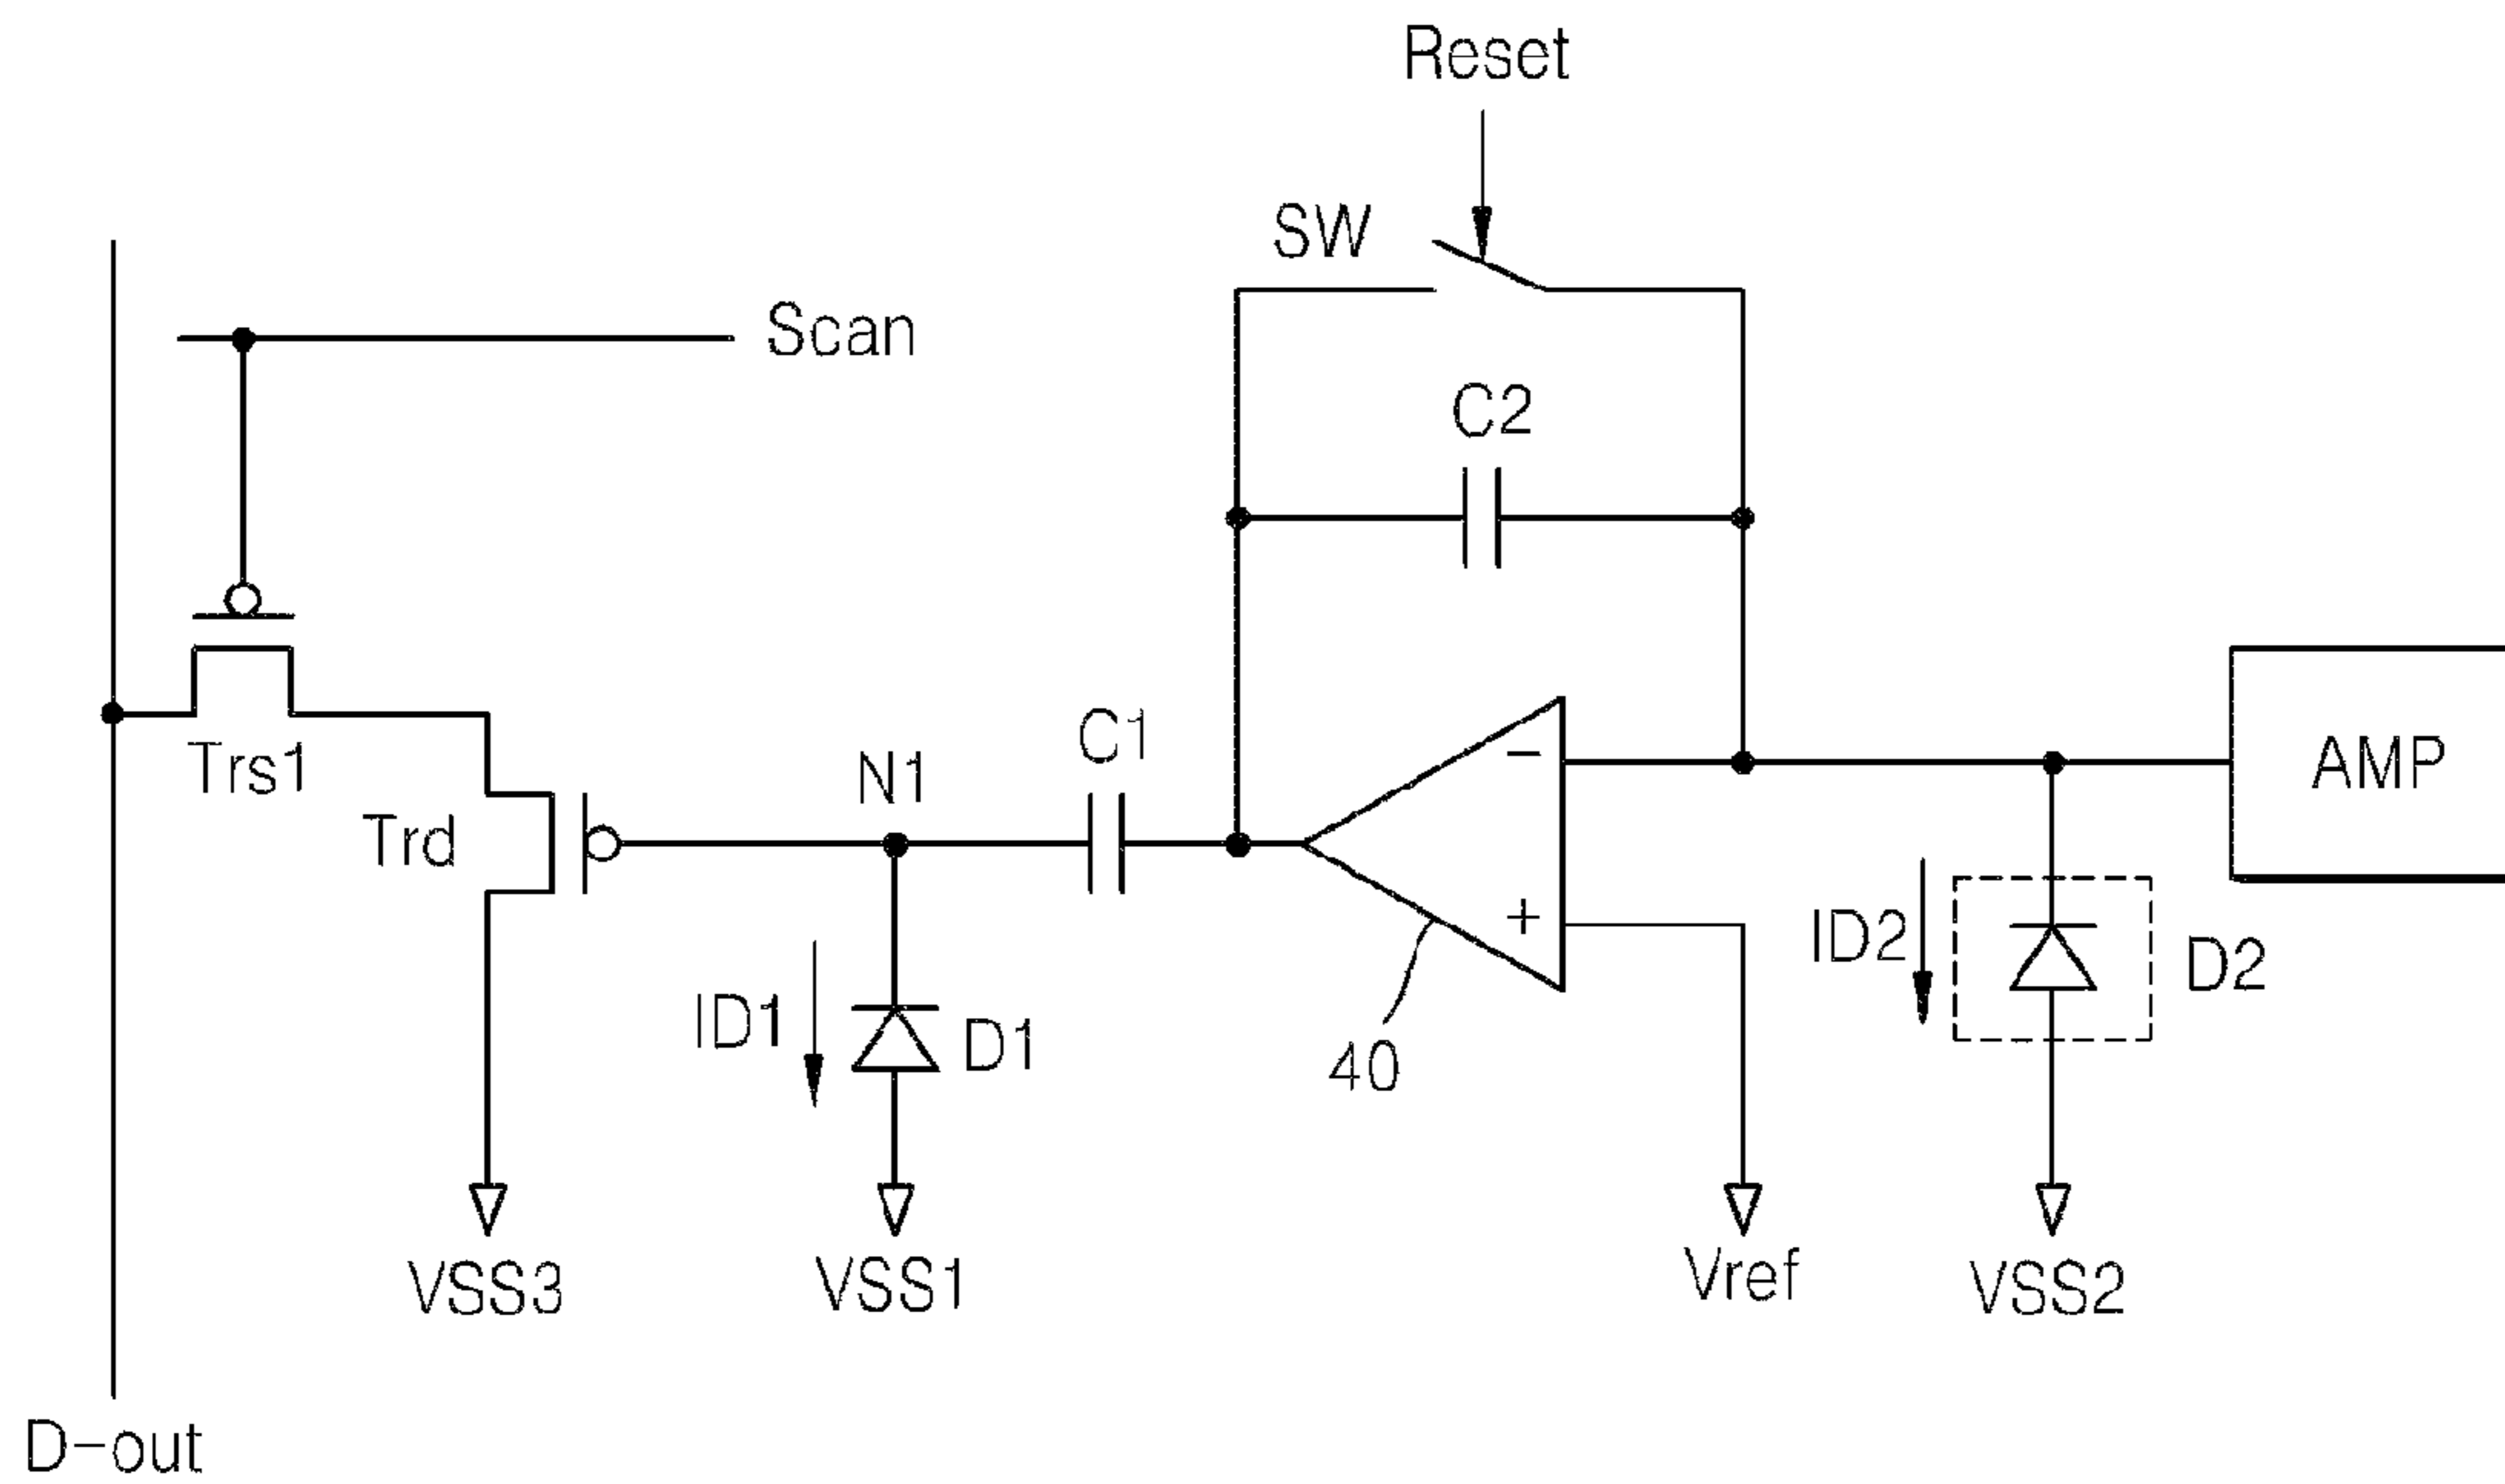 Reset
SW
Scan
C2
C1
N1
Trs1
Trd
−
+
AMP
ID2
D2
ID1
D1
40
VSS3
VSS1
Vref
VSS2
D-out